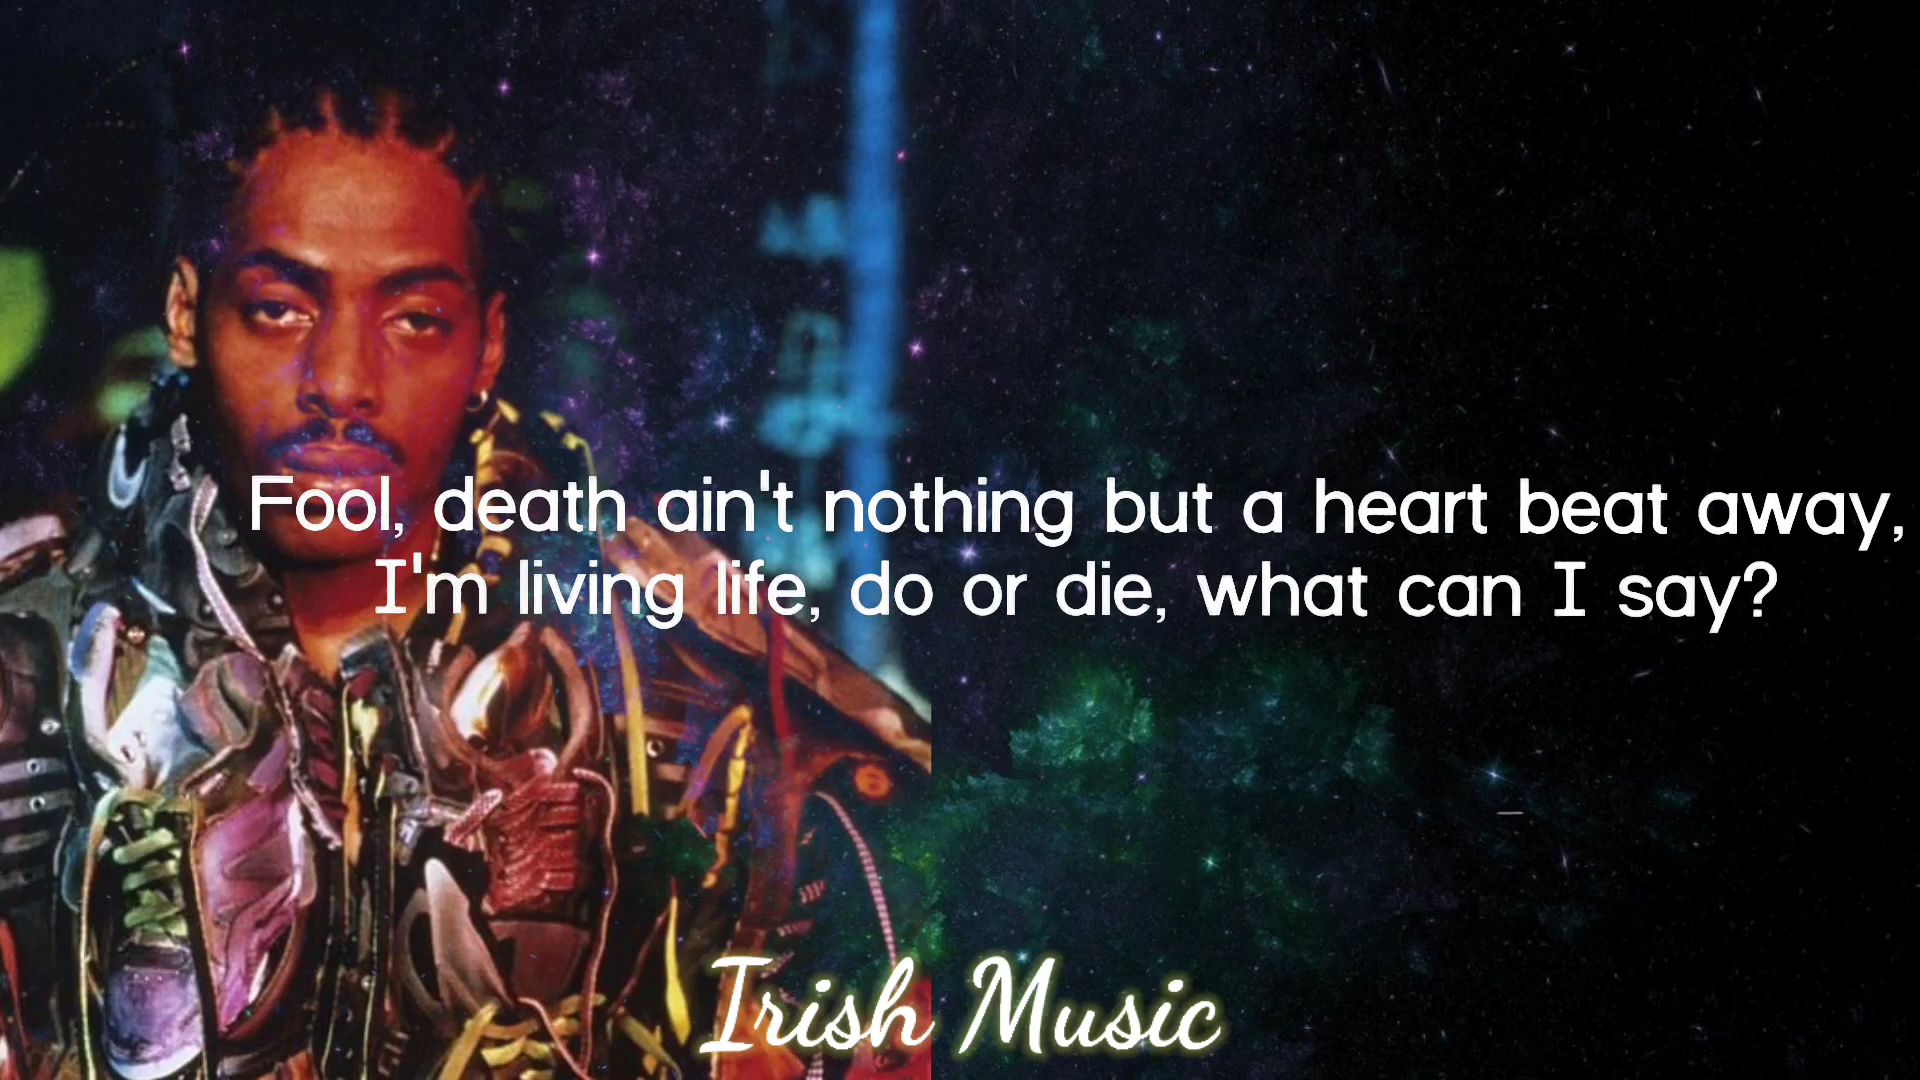 Fool, death ain't nothing but a heart beat away,
I'm living life, do or die, what can I say?
Irish Music